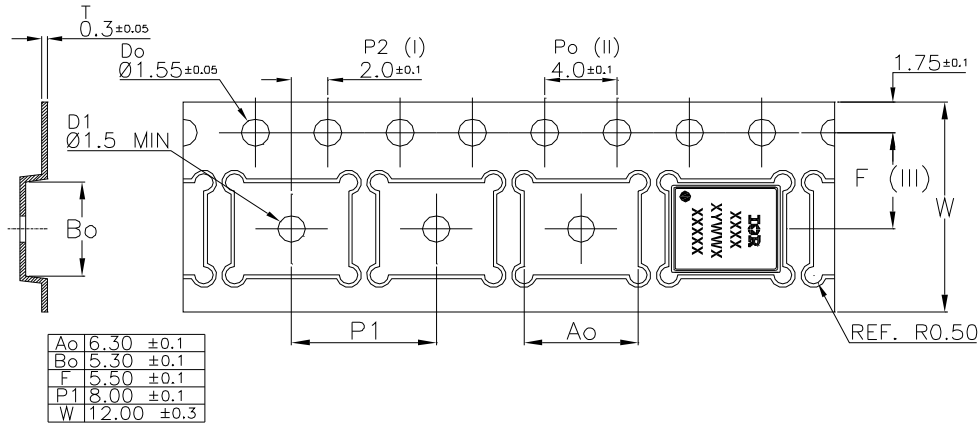 T
0.3±0.05
Do
Ø1.55±0.05
P2 (I)
2.0±0.1
Po (II)
4.0±0.1
1.75±0.1
D1
Ø1.5 MIN
F (III)
W
Bo
IOR
XXXX
XYWWX
XXXXX
P1
Ao
REF. R0.50
Ao 6.30 ±0.1
Bo 5.30 ±0.1
F 5.50 ±0.1
P1 8.00 ±0.1
W 12.00 ±0.3